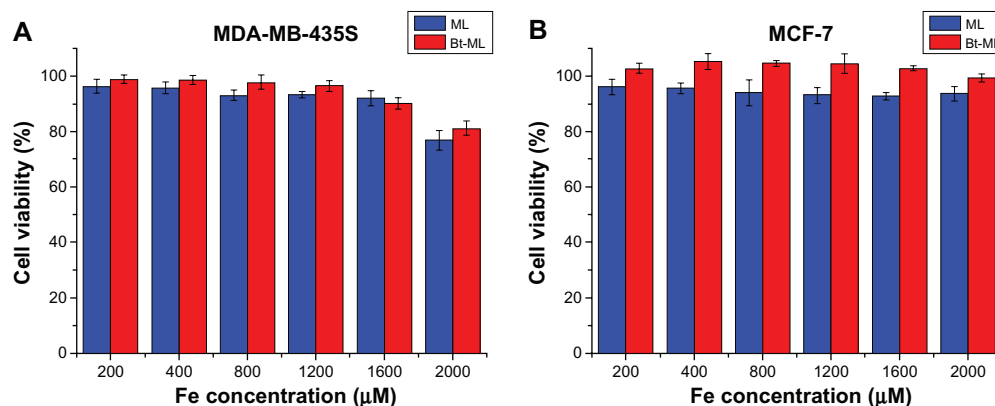 A
MDA-MB-435S
ML
Bt-ML
Cell viability (%)
100
80
60
40
20
0
200 400 800 1200 1600 2000
Fe concentration (µM)
B
MCF-7
ML
Bt-ML
Cell viability (%)
100
80
60
40
20
0
200 400 800 1200 1600 2000
Fe concentration (µM)